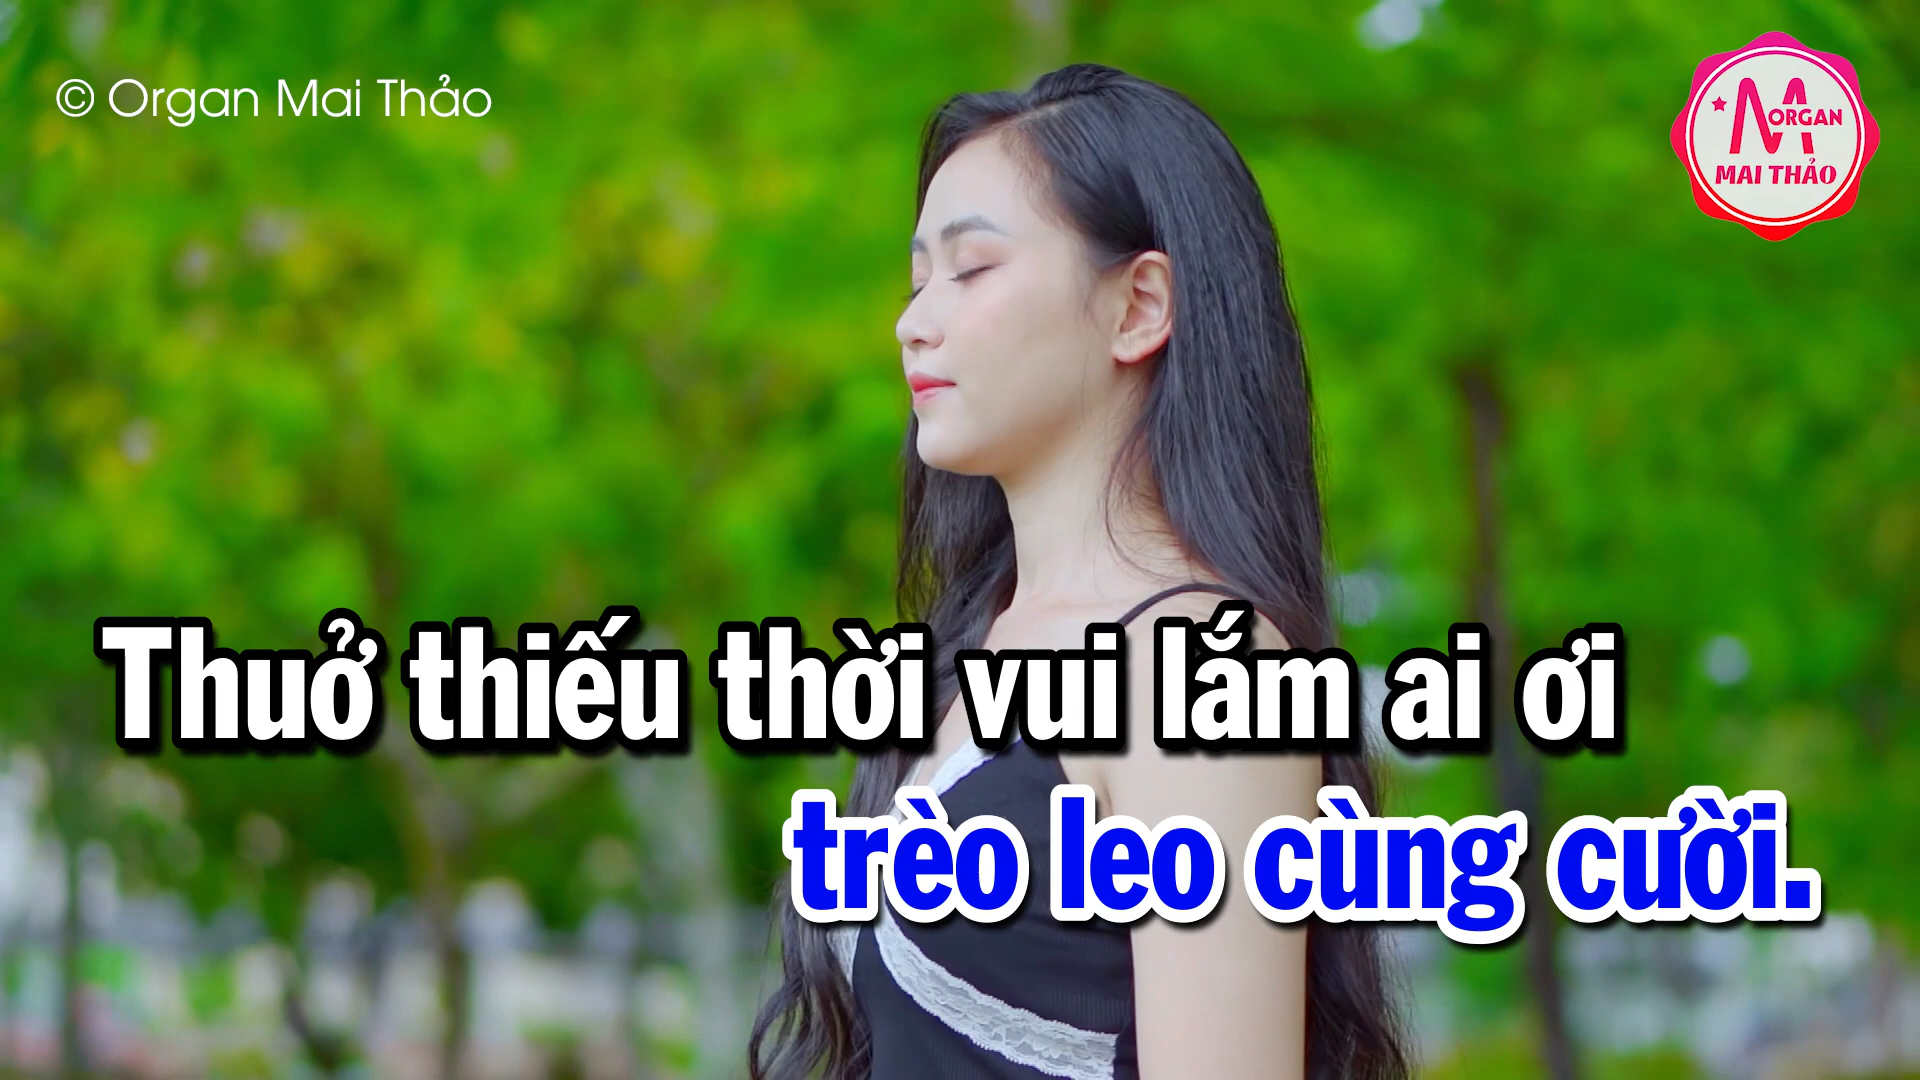 © Organ Mai Thảo
M ORGAN
MAI THẢO
Thuở thiếu thời vui lắm ai ơi
trèo leo cùng cười.